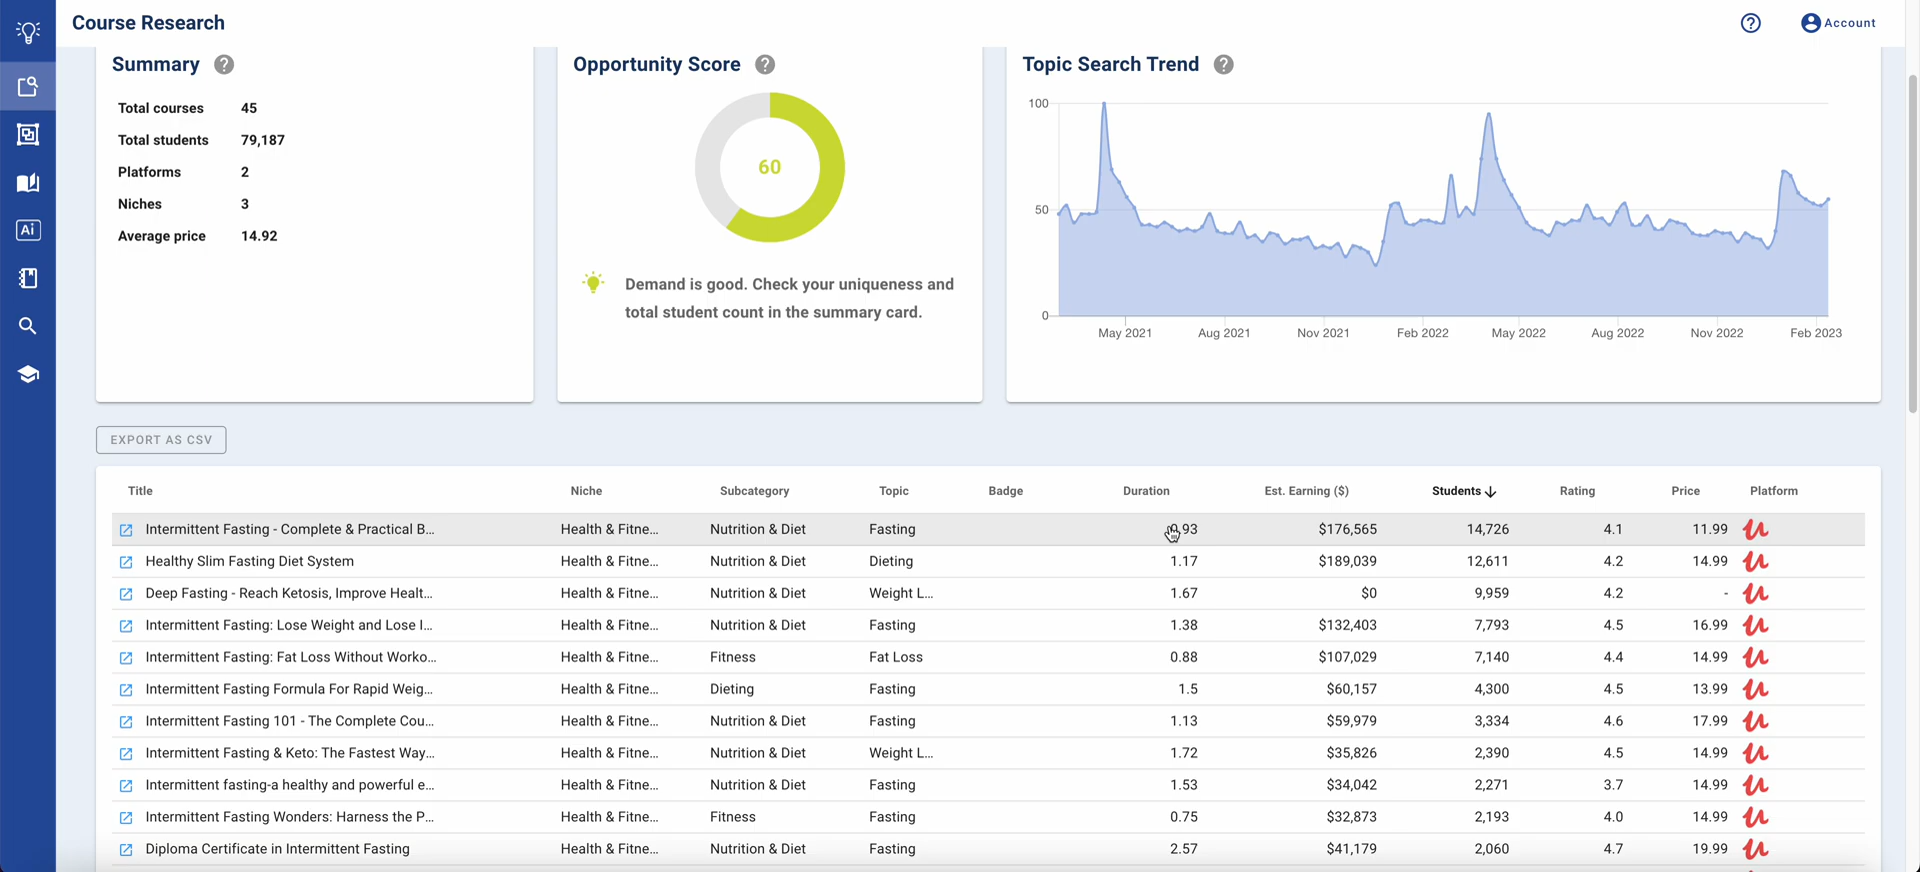 Course Research
Account
Summary
Total courses 45
Total students 79,187
Platforms 2
Niches 3
Average price 14.92
Opportunity Score
60
Demand is good. Check your uniqueness and
total student count in the summary card.
Topic Search Trend
100
50
0
May 2021 Aug 2021 Nov 2021 Feb 2022 May 2022 Aug 2022 Nov 2022 Feb 2023
Ai
EXPORT AS CSV
Title Niche Subcategory Topic Badge Duration Est. Earning ($) Students Rating Price Platform
Intermittent Fasting - Complete & Practical B... Health & Fitne... Nutrition & Diet Fasting .93 $176,565 14,726 4.1 11.99
Healthy Slim Fasting Diet System Health & Fitne... Nutrition & Diet Dieting 1.17 $189,039 12,611 4.2 14.99
Deep Fasting - Reach Ketosis, Improve Healt... Health & Fitne... Nutrition & Diet Weight L... 1.67 $0 9,959 4.2 -
Intermittent Fasting: Lose Weight and Lose I... Health & Fitne... Nutrition & Diet Fasting 1.38 $132,403 7,793 4.5 16.99
Intermittent Fasting: Fat Loss Without Worko... Health & Fitne... Fitness Fat Loss 0.88 $107,029 7,140 4.4 14.99
Intermittent Fasting Formula For Rapid Weig... Health & Fitne... Dieting Fasting 1.5 $60,157 4,300 4.5 13.99
Intermittent Fasting 101 - The Complete Cou... Health & Fitne... Nutrition & Diet Fasting 1.13 $59,979 3,334 4.6 17.99
Intermittent Fasting & Keto: The Fastest Way... Health & Fitne... Nutrition & Diet Weight L... 1.72 $35,826 2,390 4.5 14.99
Intermittent fasting-a healthy and powerful e... Health & Fitne... Nutrition & Diet Fasting 1.53 $34,042 2,271 3.7 14.99
Intermittent Fasting Wonders: Harness the P... Health & Fitne... Fitness Fasting 0.75 $32,873 2,193 4.0 14.99
Diploma Certificate in Intermittent Fasting Health & Fitne... Nutrition & Diet Fasting 2.57 $41,179 2,060 4.7 19.99